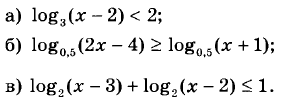 а) log₃(x − 2) < 2;
б) log₀,₅(2x − 4) ≥ log₀,₅(x + 1);
в) log₂(x − 3) + log₂(x − 2) ≤ 1.